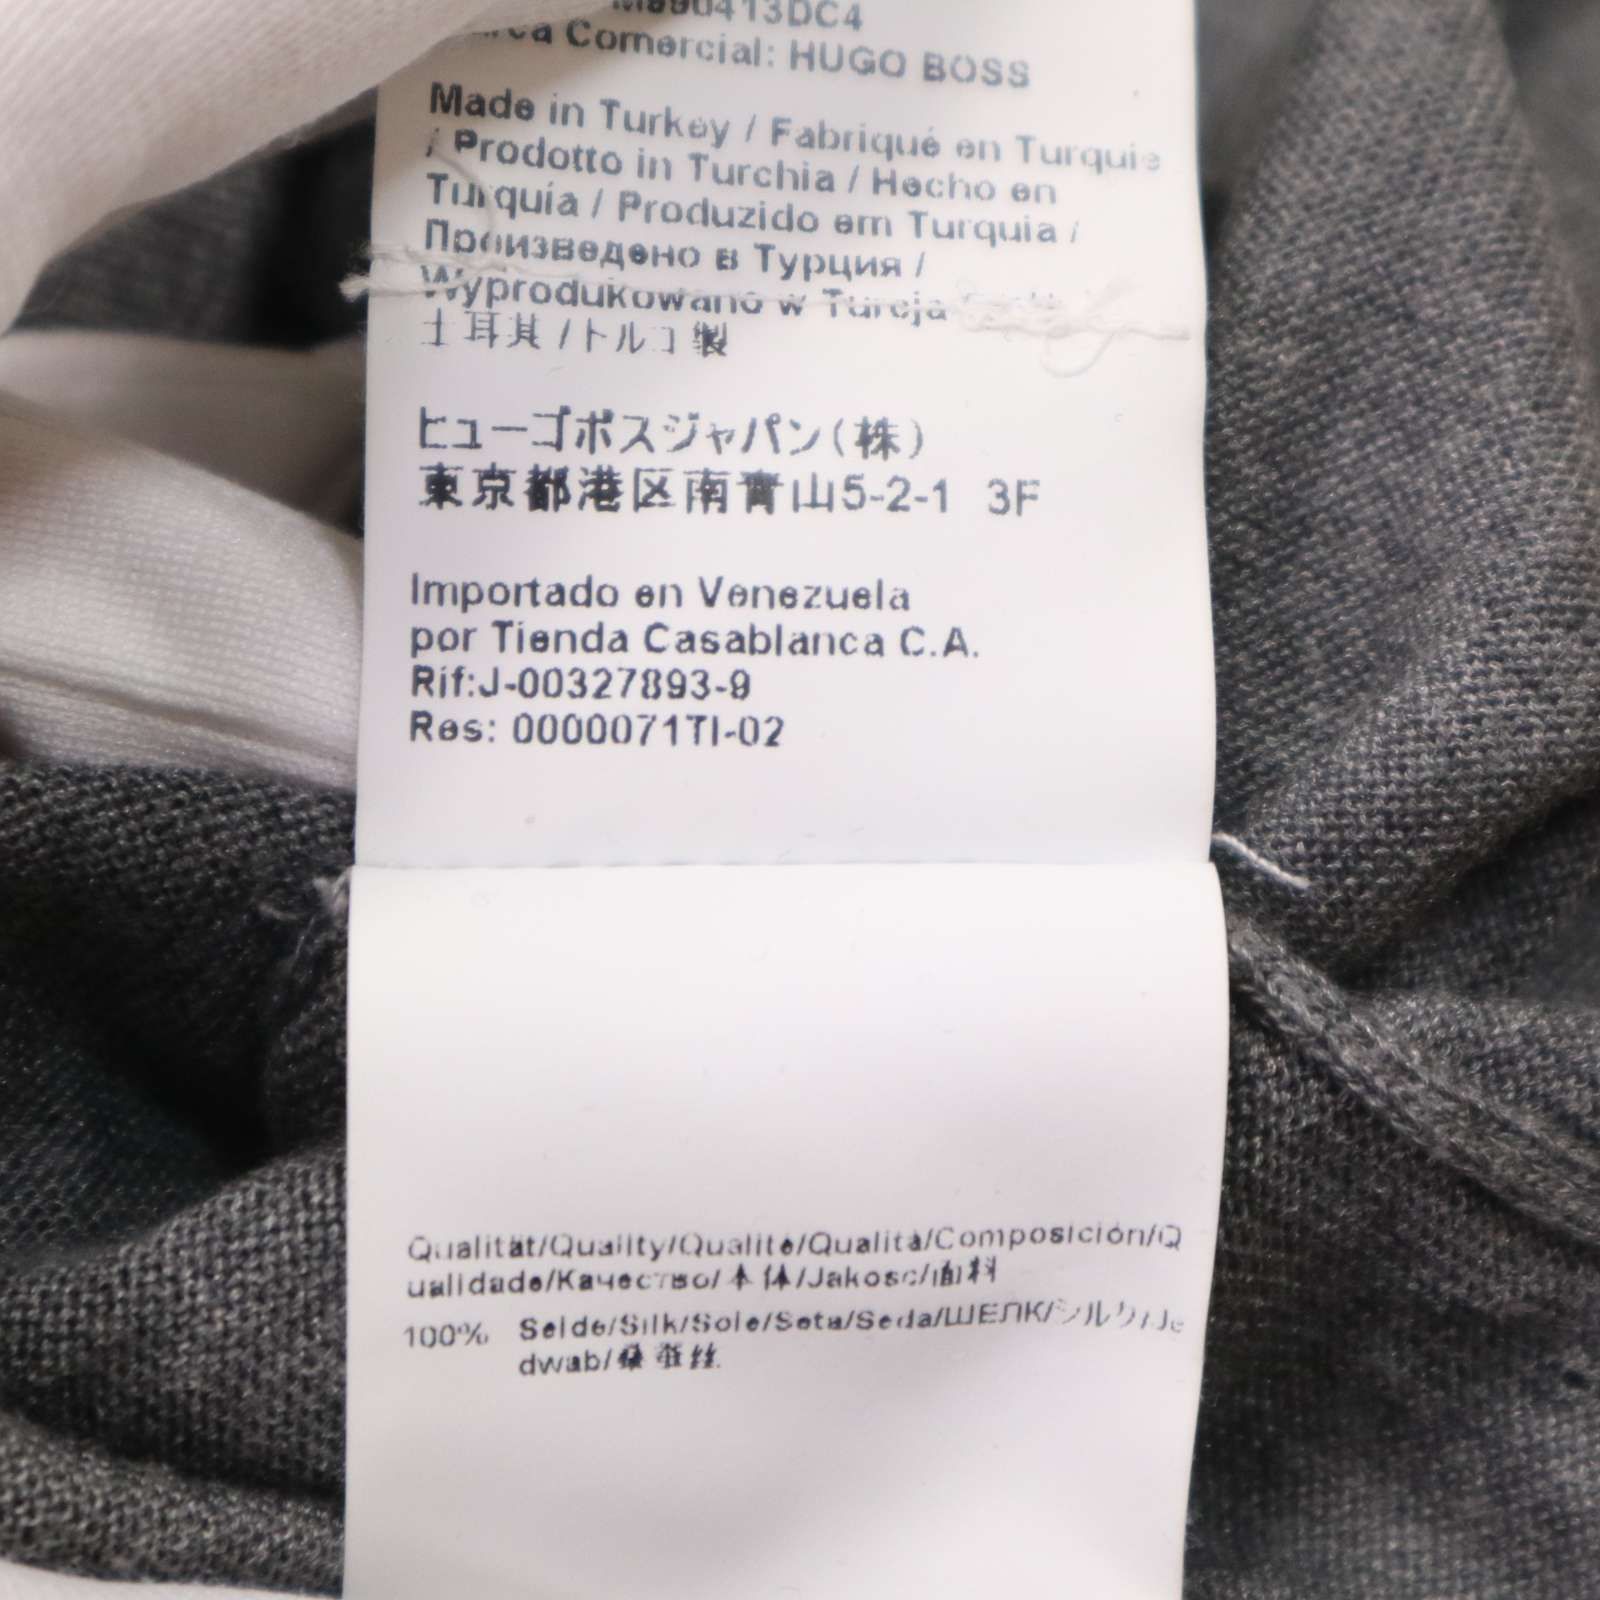 M990413DC4
Marca Comercial: HUGO BOSS
Made in Turkey / Fabriqué en Turquie
/ Prodotto in Turchia / Hecho en
Turquía / Produzido em Turquia /
Произведено в Турция /
Wyprodukowano w Turcja
土耳其 / トルコ製
ヒューゴボスジャパン(株)
東京都港区南青山5-2-1 3F
Importado en Venezuela
por Tienda Casablanca C.A.
Rif:J-00327893-9
Res: 0000071TI-02
Qualität/Quality/Qualité/Qualità/Composición/Q
ualidade/Качество/本体/Jakosc/面料
100% Seide/Silk/Soie/Seta/Seda/ШЕЛК/シルク/Je
dwab/桑蚕丝